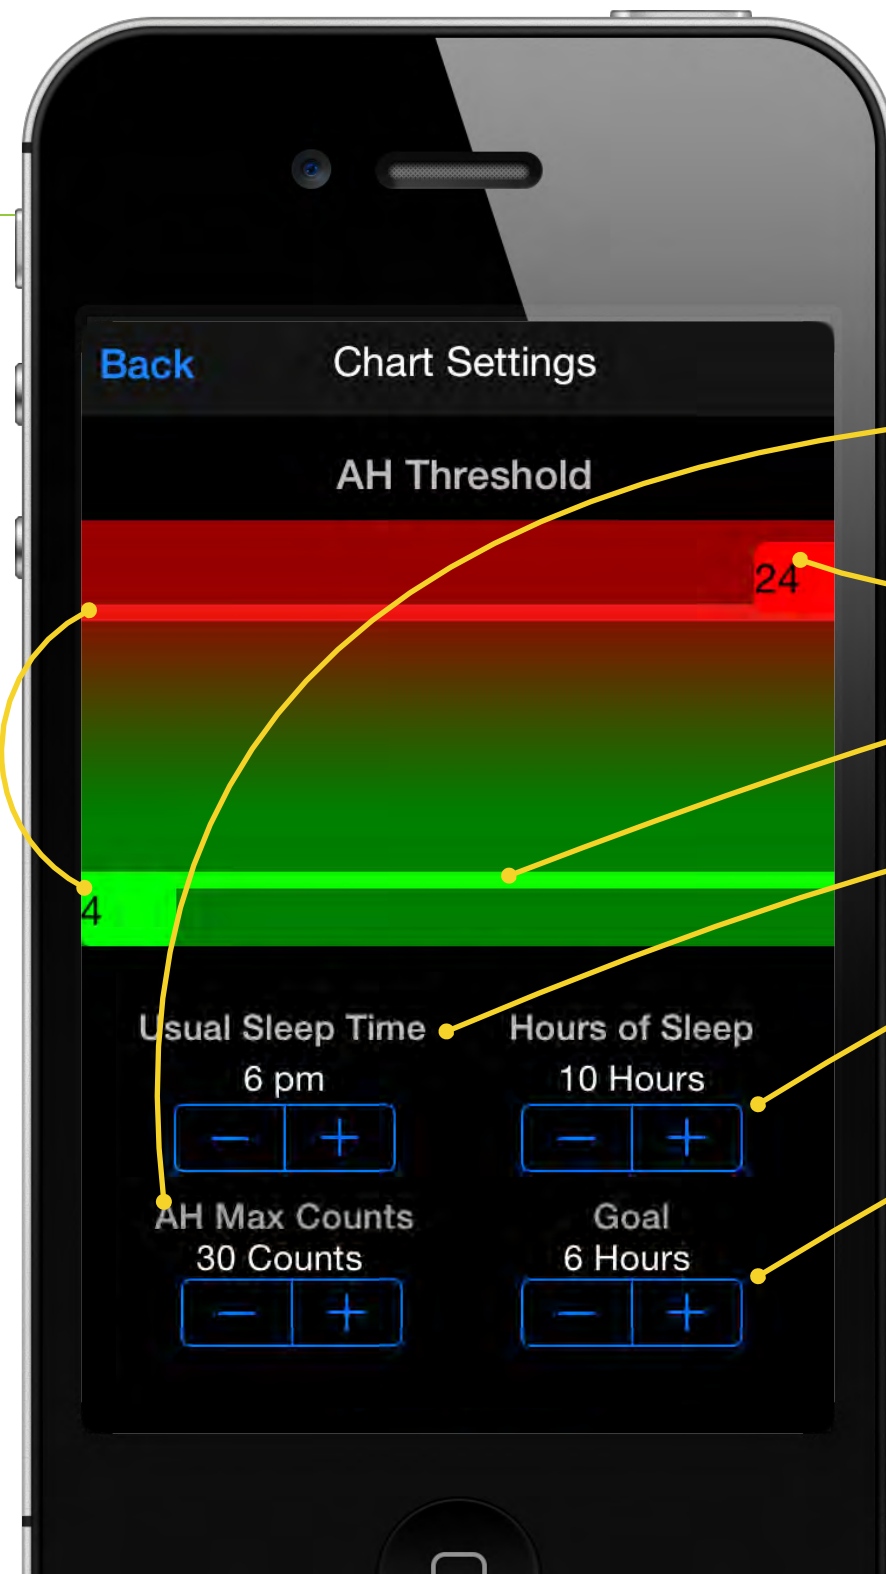 Back Chart Settings
AH Threshold
24
4
Usual Sleep Time Hours of Sleep
6 pm 10 Hours
AH Max Counts Goal
30 Counts 6 Hours